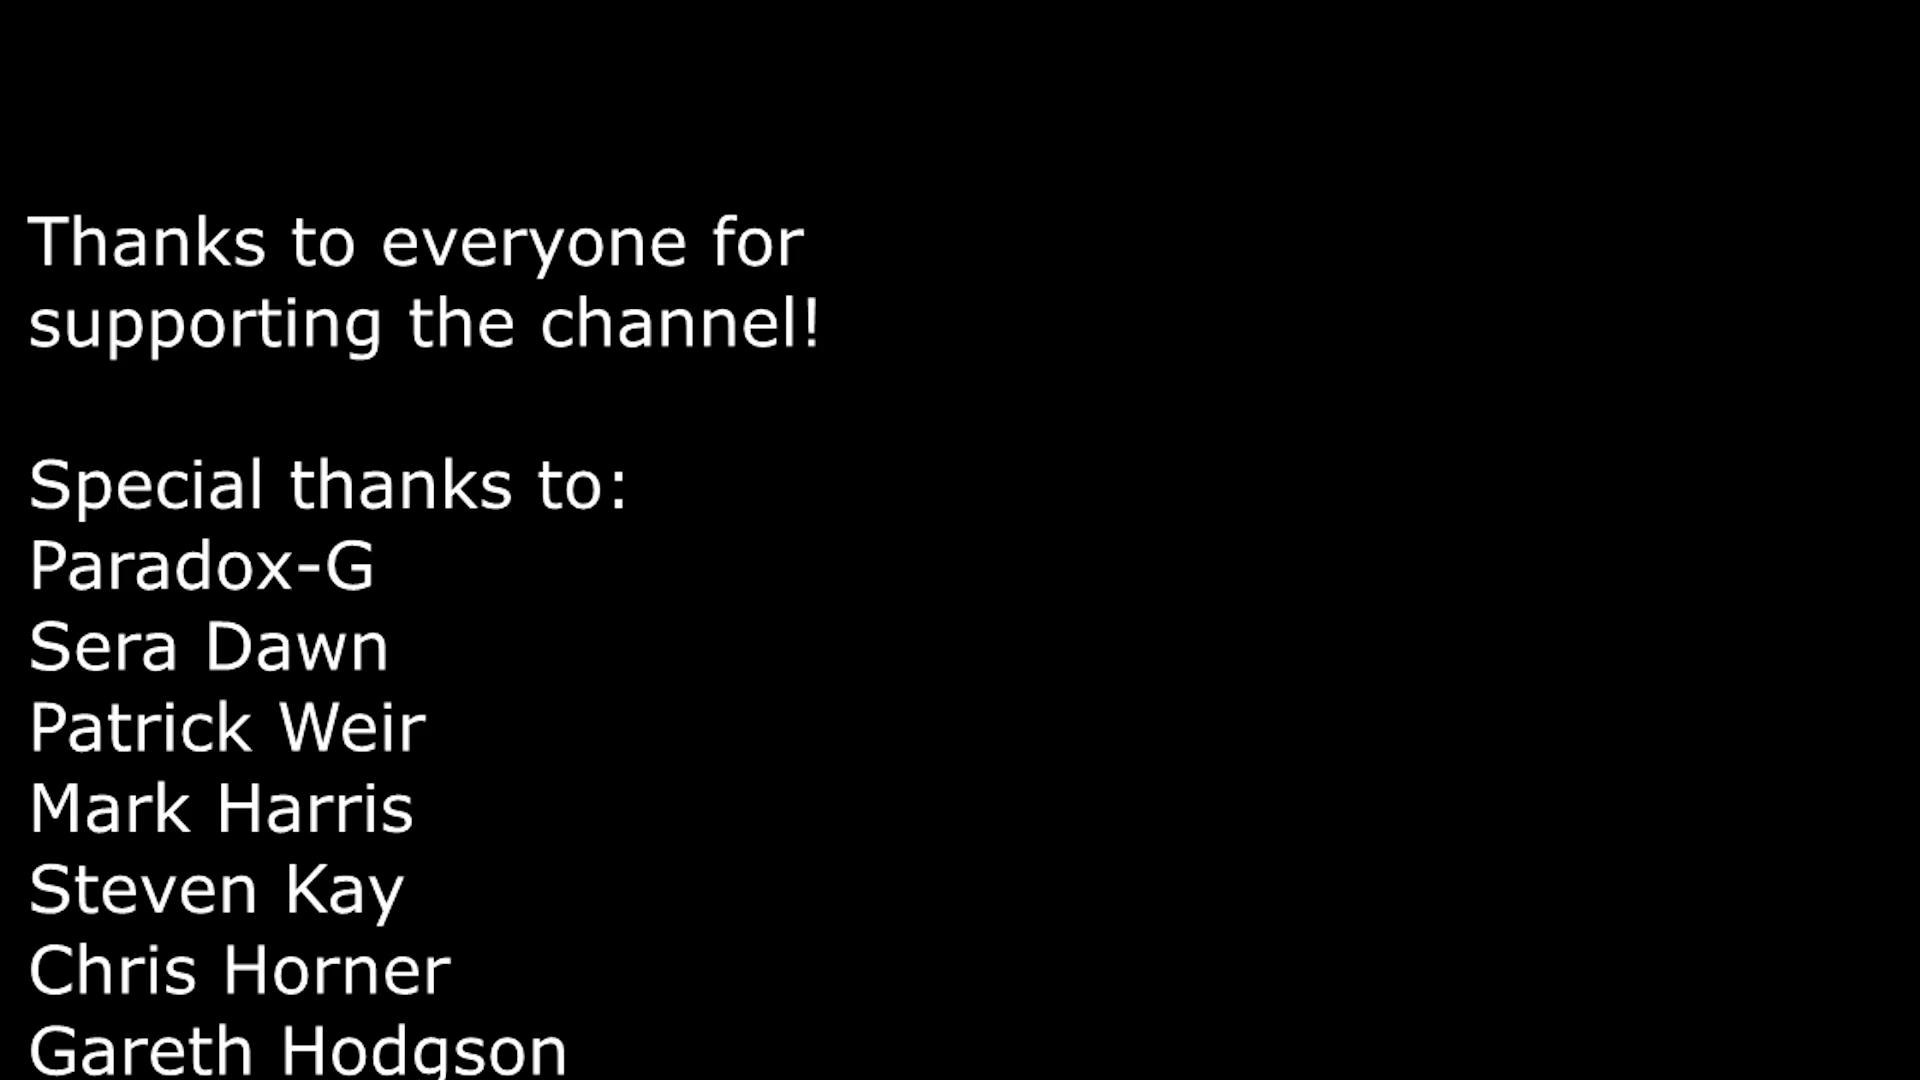 Thanks to everyone for
supporting the channel!
Special thanks to:
Paradox-G
Sera Dawn
Patrick Weir
Mark Harris
Steven Kay
Chris Horner
Gareth Hodgson